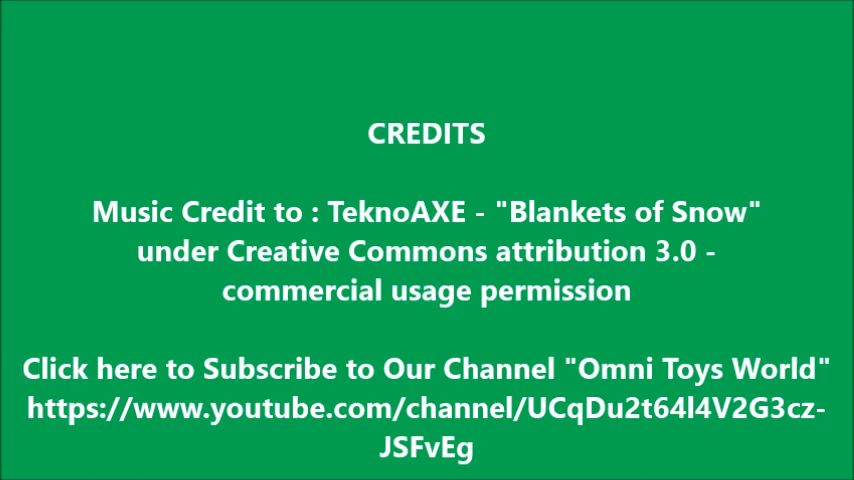 CREDITS
Music Credit to : TeknoAXE - "Blankets of Snow"
under Creative Commons attribution 3.0 -
commercial usage permission
Click here to Subscribe to Our Channel "Omni Toys World"
https://www.youtube.com/channel/UCqDu2t64l4V2G3cz-
JSFvEg